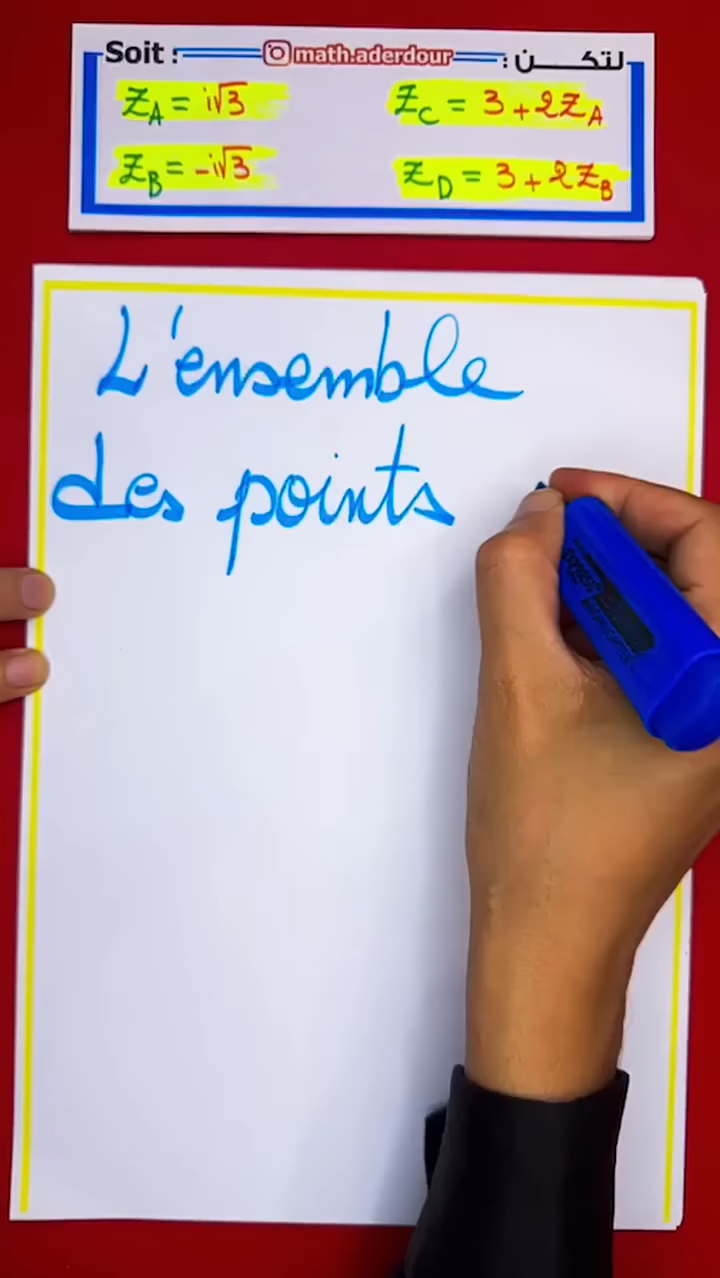 Soit : math.aderdour لتكن :
Z_A = i√3
Z_C = 3 + 2Z_A
Z_B = -i√3
Z_D = 3 + 2Z_B
L'ensemble
des points